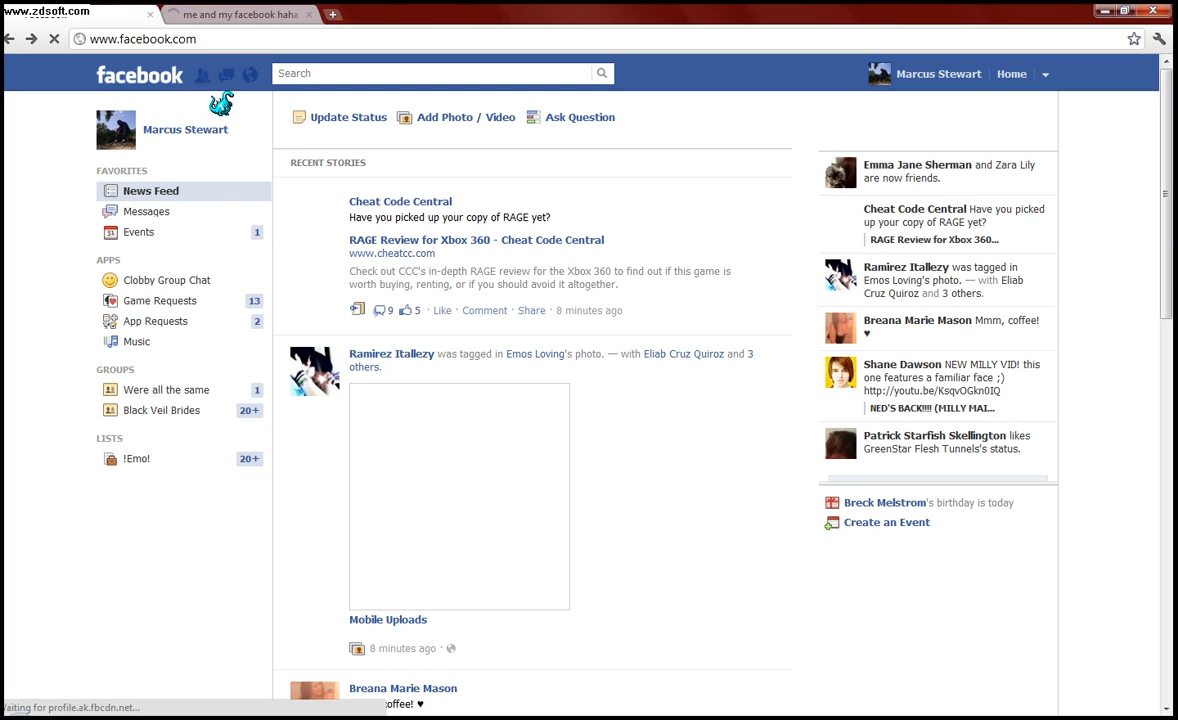 www.zdsoft.com
me and my facebook haha
www.facebook.com
facebook
Search
Marcus Stewart
Home
Marcus Stewart
FAVORITES
News Feed
Messages
Events 1
APPS
Clobby Group Chat
Game Requests 13
App Requests 2
Music
GROUPS
Were all the same 1
Black Veil Brides 20+
LISTS
!Emo! 20+
Update Status Add Photo / Video Ask Question
RECENT STORIES
Cheat Code Central
Have you picked up your copy of RAGE yet?
RAGE Review for Xbox 360 - Cheat Code Central
www.cheatcc.com
Check out CCC's in-depth RAGE review for the Xbox 360 to find out if this game is
worth buying, renting, or if you should avoid it altogether.
9 5 · Like · Comment · Share · 8 minutes ago
Ramirez Itallezy was tagged in Emos Loving's photo. — with Eliab Cruz Quiroz and 3
others.
Mobile Uploads
8 minutes ago ·
Breana Marie Mason
coffee! ♥
Emma Jane Sherman and Zara Lily
are now friends.
Cheat Code Central Have you picked
up your copy of RAGE yet?
RAGE Review for Xbox 360...
Ramirez Itallezy was tagged in
Emos Loving's photo. — with Eliab
Cruz Quiroz and 3 others.
Breana Marie Mason Mmm, coffee!
♥
Shane Dawson NEW MILLY VID! this
one features a familiar face ;)
http://youtu.be/KsqvOGkn0IQ
NED'S BACK!!!! (MILLY MAI...
Patrick Starfish Skellington likes
GreenStar Flesh Tunnels's status.
Breck Melstrom's birthday is today
Create an Event
Waiting for profile.ak.fbcdn.net...